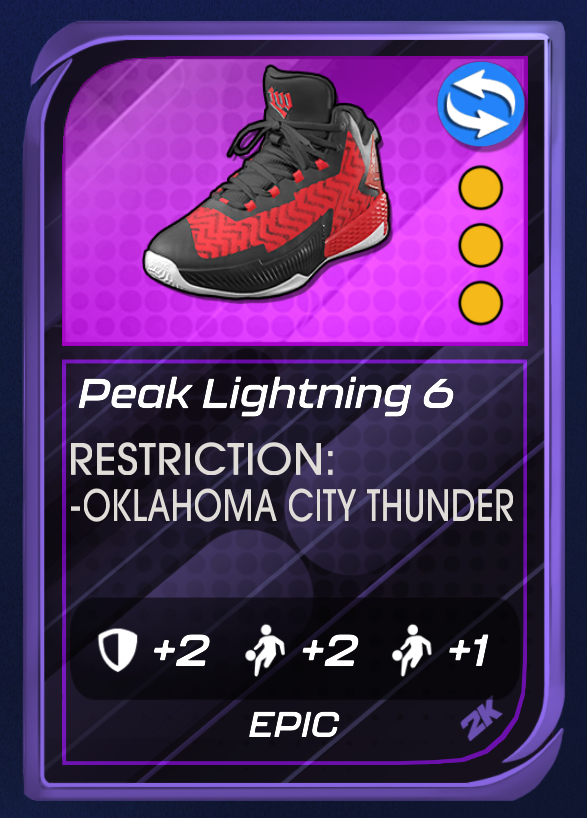 Peak Lightning 6
RESTRICTION:
-OKLAHOMA CITY THUNDER
+2 +2 +1
EPIC
2K